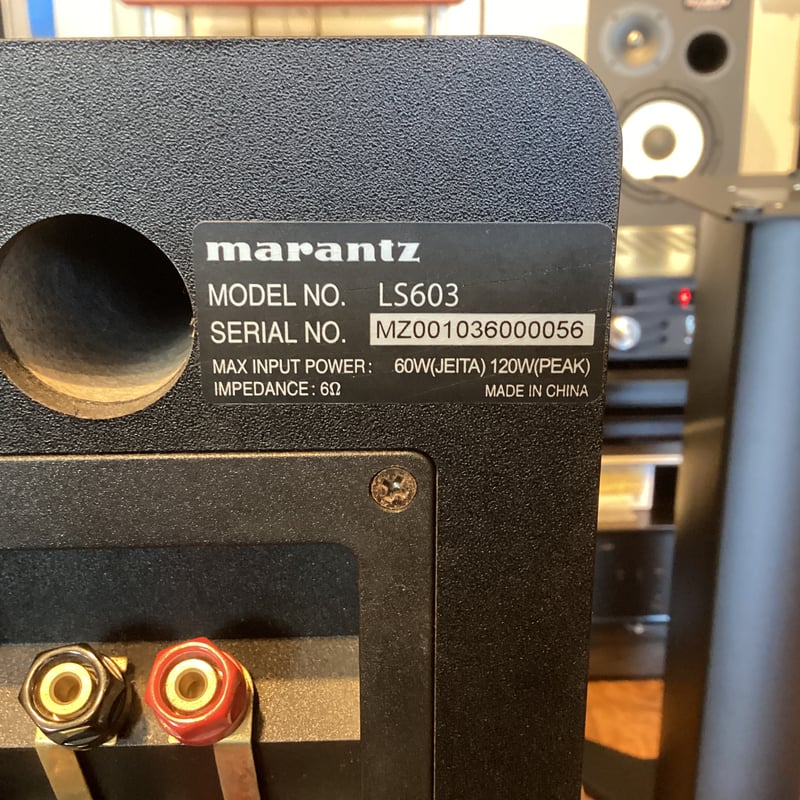 marantz
MODEL NO. LS603
SERIAL NO. MZ001036000056
MAX INPUT POWER: 60W(JEITA) 120W(PEAK)
IMPEDANCE: 6Ω MADE IN CHINA